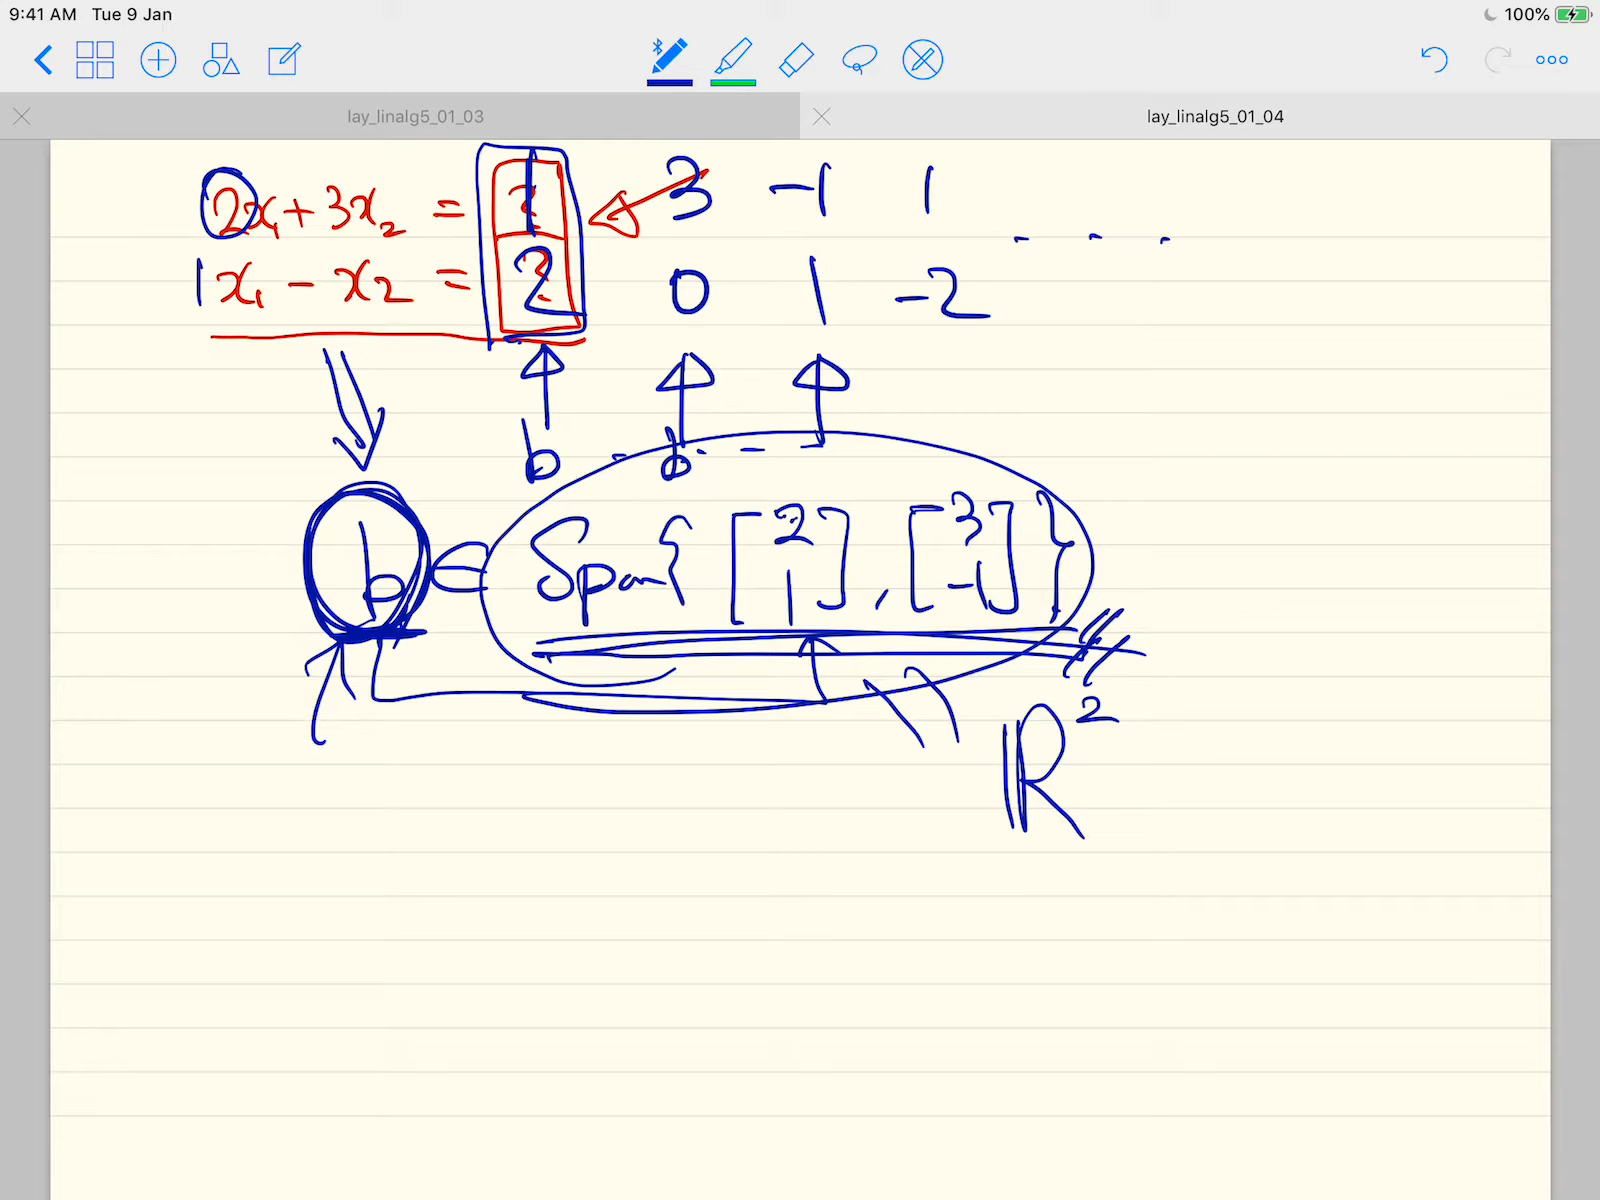 9:41 AM Tue 9 Jan 100%
lay_linalg5_01_03 lay_linalg5_01_04
2x₁ + 3x₂ = 1 3 -1 1
1x₁ - x₂ = 2 0 1 -2 . . .
b b
b ∈ Span { [2 1], [3 -1] }
ℝ²